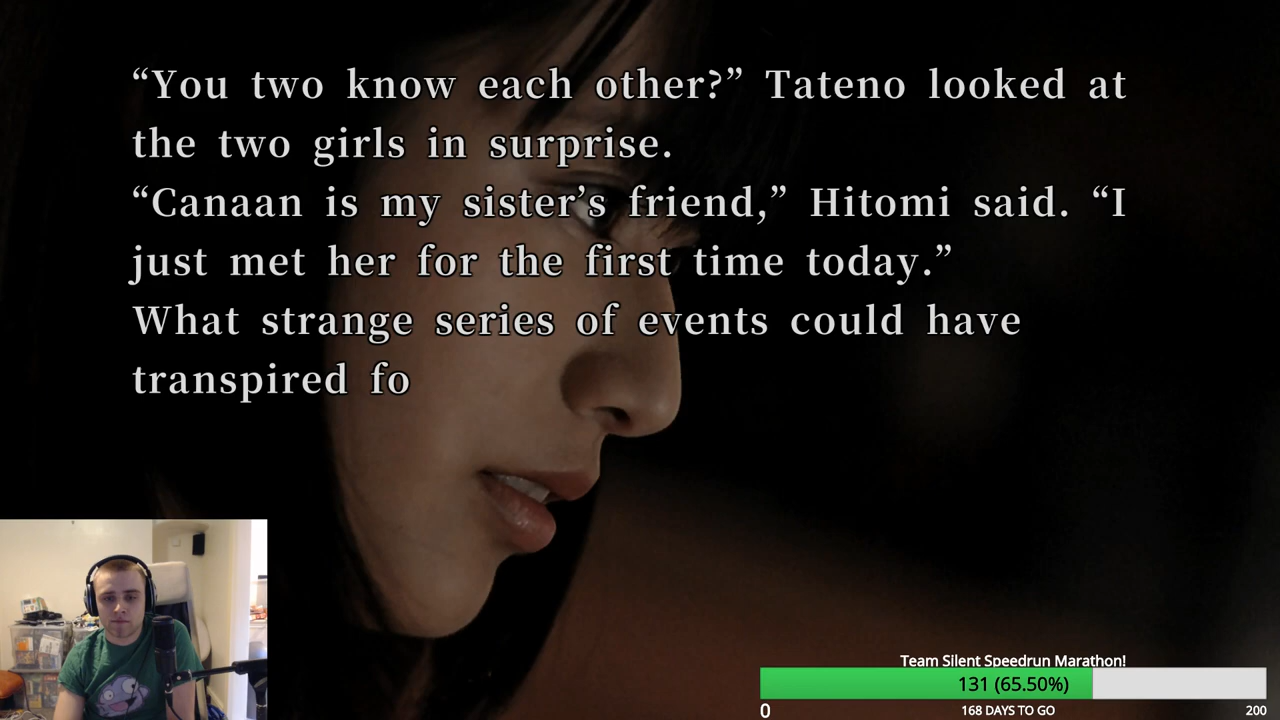 “You two know each other?” Tateno looked at
the two girls in surprise.
“Canaan is my sister’s friend,” Hitomi said. “I
just met her for the first time today.”
What strange series of events could have
transpired fo
Team Silent Speedrun Marathon!
131 (65.50%)
0 168 DAYS TO GO 200